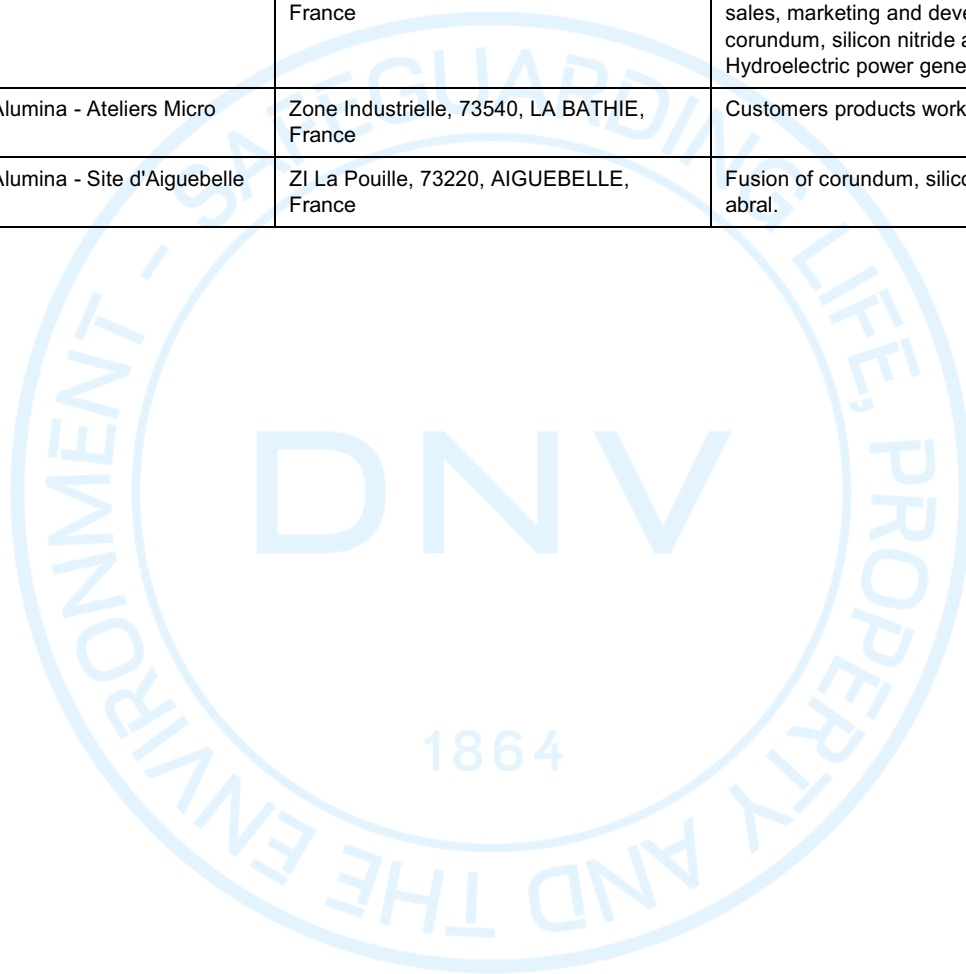 France
sales, marketing and deve
corundum, silicon nitride a
Hydroelectric power gene
Alumina - Ateliers Micro
Zone Industrielle, 73540, LA BATHIE,
France
Customers products work
Alumina - Site d'Aiguebelle
ZI La Pouille, 73220, AIGUEBELLE,
France
Fusion of corundum, silico
abral.
SAFEGUARDING LIFE, PROPERTY AND THE ENVIRONMENT -
DNV
1864